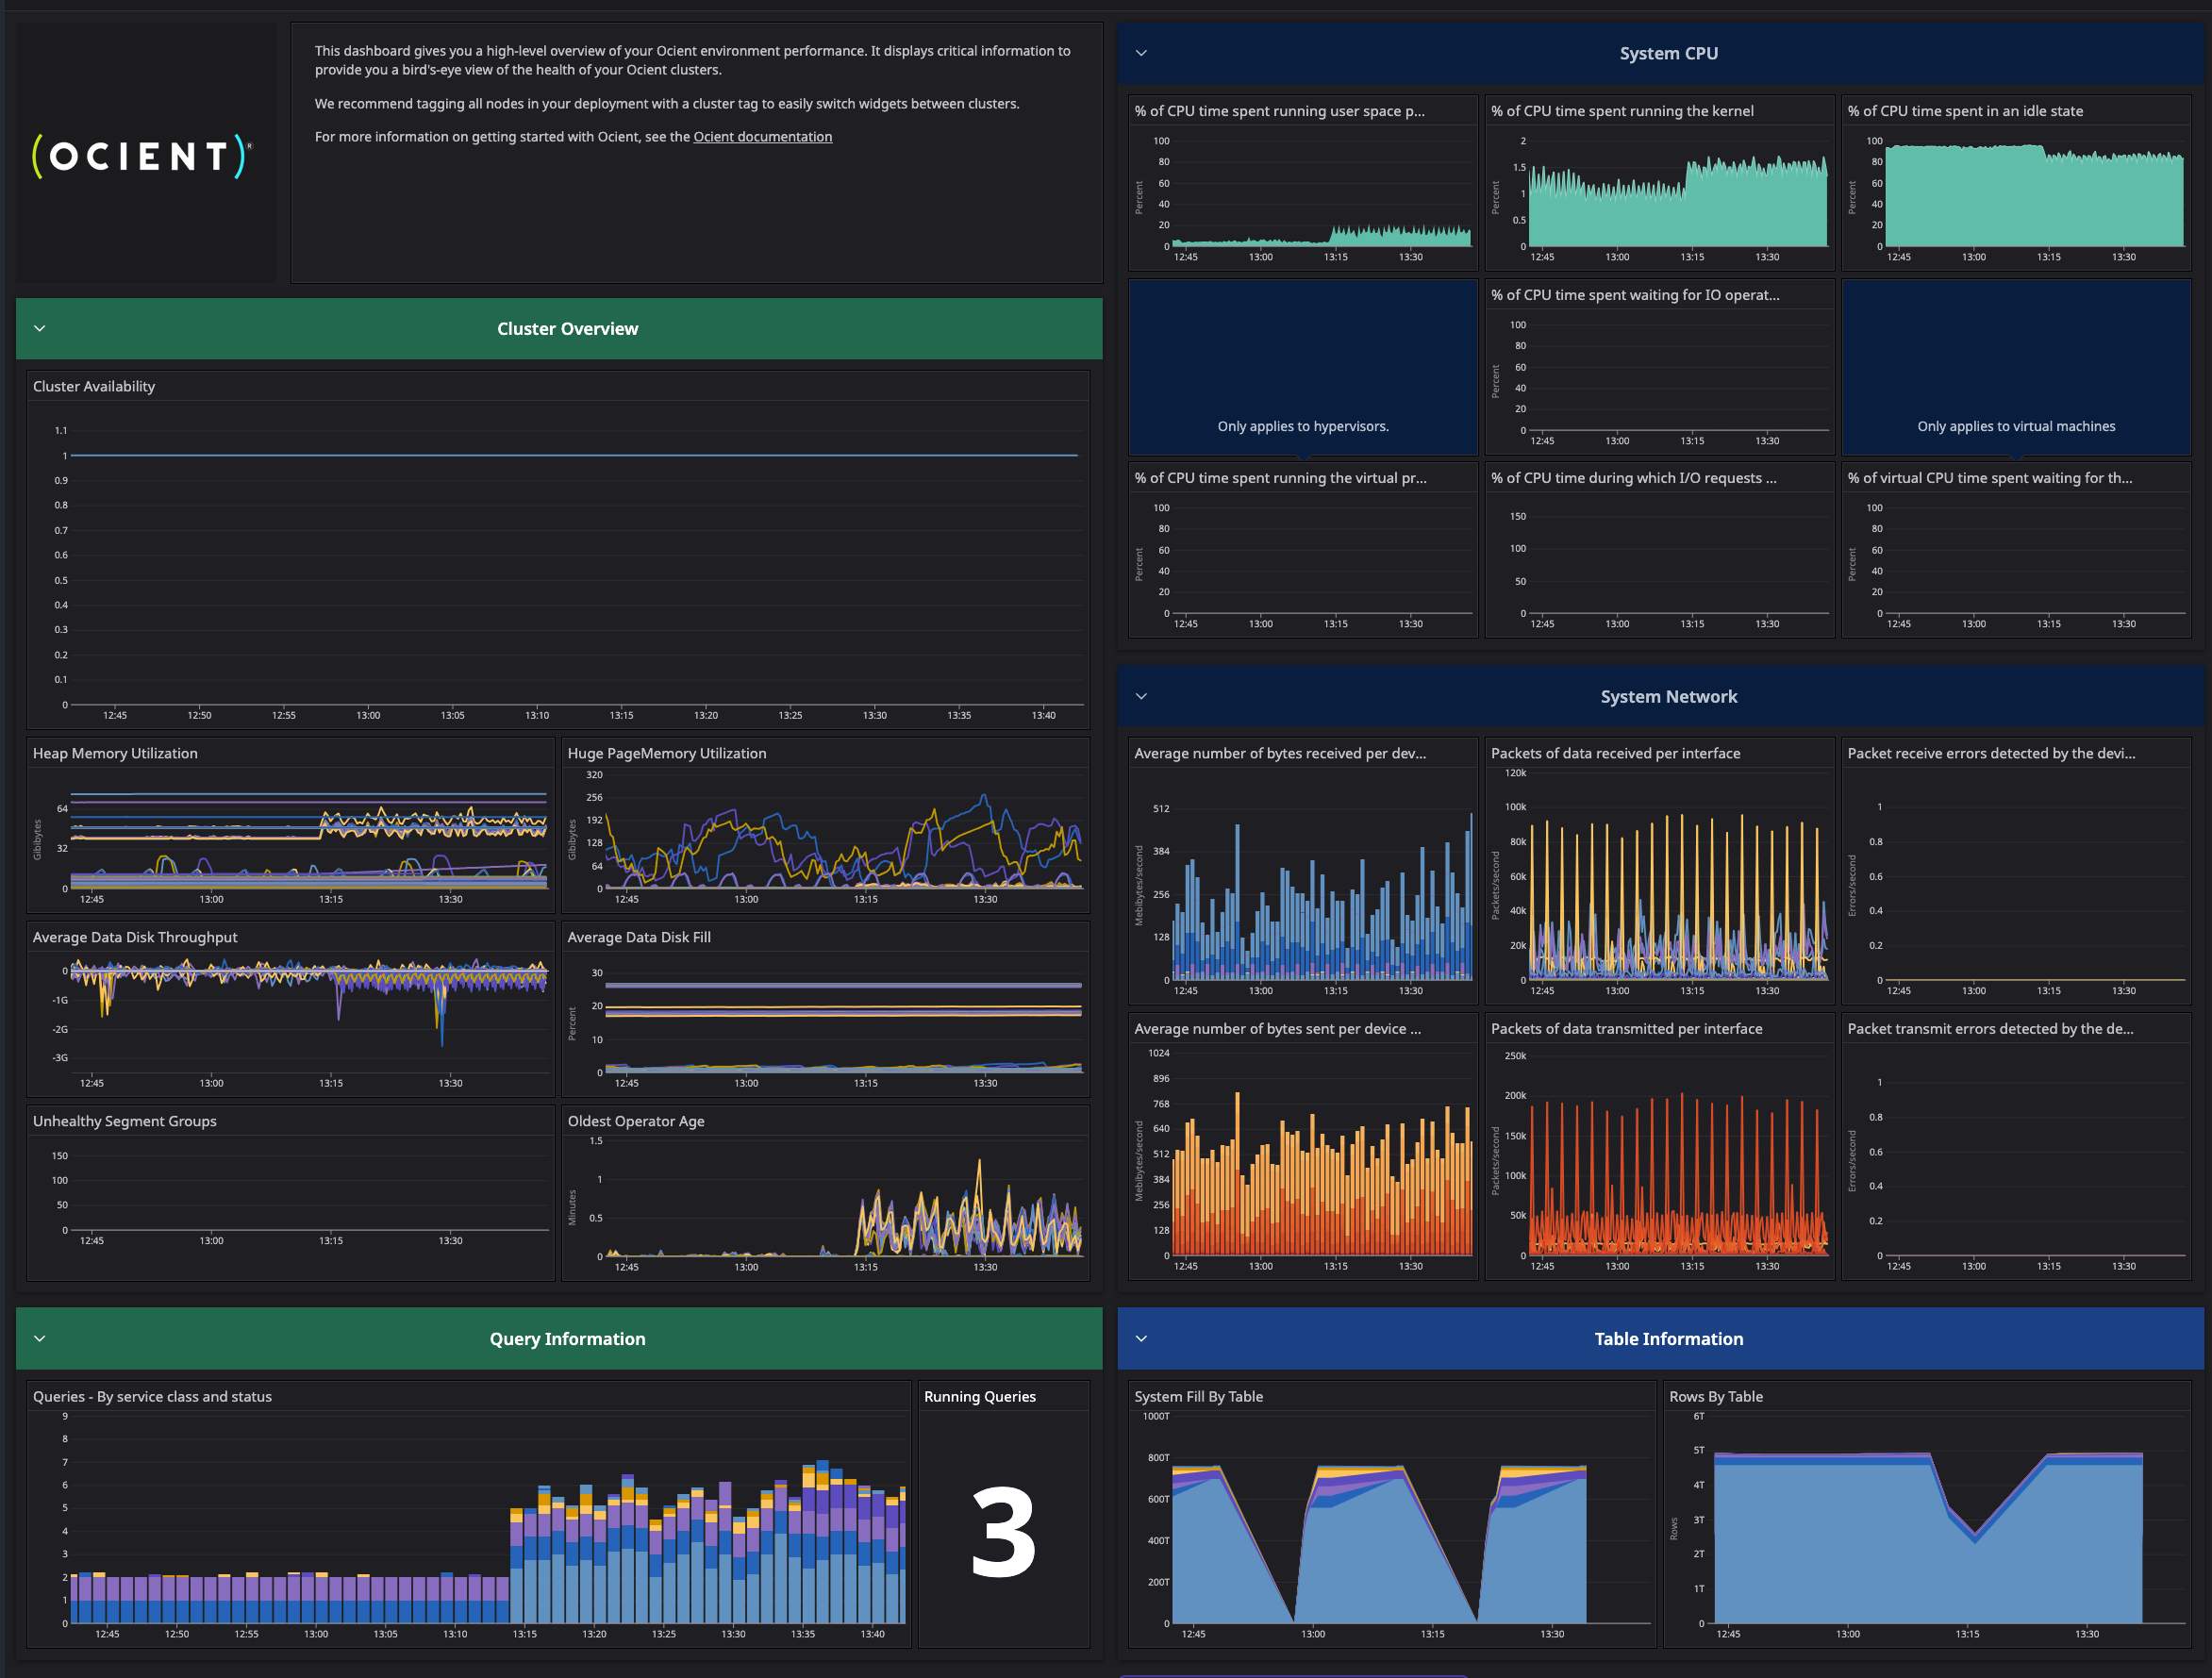 (OCIENT)®
This dashboard gives you a high-level overview of your Ocient environment performance. It displays critical information to
provide you a bird's-eye view of the health of your Ocient clusters.
We recommend tagging all nodes in your deployment with a cluster tag to easily switch widgets between clusters.
For more information on getting started with Ocient, see the Ocient documentation
Cluster Overview
Cluster Availability
1.1
1
0.9
0.8
0.7
0.6
0.5
0.4
0.3
0.2
0.1
0
12:45 12:50 12:55 13:00 13:05 13:10 13:15 13:20 13:25 13:30 13:35 13:40
Heap Memory Utilization
Gibibytes
64
32
0
12:45 13:00 13:15 13:30
Huge PageMemory Utilization
Gibibytes
320
256
192
128
64
0
12:45 13:00 13:15 13:30
Average Data Disk Throughput
0
-1G
-2G
-3G
12:45 13:00 13:15 13:30
Average Data Disk Fill
Percent
30
20
10
0
12:45 13:00 13:15 13:30
Unhealthy Segment Groups
150
100
50
0
12:45 13:00 13:15 13:30
Oldest Operator Age
Minutes
1.5
1
0.5
0
12:45 13:00 13:15 13:30
Query Information
Queries - By service class and status
9
8
7
6
5
4
3
2
1
0
12:45 12:50 12:55 13:00 13:05 13:10 13:15 13:20 13:25 13:30 13:35 13:40
Running Queries
3
System CPU
% of CPU time spent running user space p...
Percent
100
80
60
40
20
0
12:45 13:00 13:15 13:30
% of CPU time spent running the kernel
Percent
2
1.5
1
0.5
0
12:45 13:00 13:15 13:30
% of CPU time spent in an idle state
Percent
100
80
60
40
20
0
12:45 13:00 13:15 13:30
Only applies to hypervisors.
% of CPU time spent waiting for IO operat...
Percent
100
80
60
40
20
0
12:45 13:00 13:15 13:30
Only applies to virtual machines
% of CPU time spent running the virtual pr...
Percent
100
80
60
40
20
0
12:45 13:00 13:15 13:30
% of CPU time during which I/O requests ...
150
100
50
0
12:45 13:00 13:15 13:30
% of virtual CPU time spent waiting for th...
Percent
100
80
60
40
20
0
12:45 13:00 13:15 13:30
System Network
Average number of bytes received per dev...
Mebibytes/second
512
384
256
128
0
12:45 13:00 13:15 13:30
Packets of data received per interface
Packets/second
120k
100k
80k
60k
40k
20k
0
12:45 13:00 13:15 13:30
Packet receive errors detected by the devi...
Errors/second
1
0.8
0.6
0.4
0.2
0
12:45 13:00 13:15 13:30
Average number of bytes sent per device ...
Mebibytes/second
1024
896
768
640
512
384
256
128
0
12:45 13:00 13:15 13:30
Packets of data transmitted per interface
Packets/second
250k
200k
150k
100k
50k
0
12:45 13:00 13:15 13:30
Packet transmit errors detected by the de...
Errors/second
1
0.8
0.6
0.4
0.2
0
12:45 13:00 13:15 13:30
Table Information
System Fill By Table
1000T
800T
600T
400T
200T
0
12:45 13:00 13:15 13:30
Rows By Table
Rows
6T
5T
4T
3T
2T
1T
0
12:45 13:00 13:15 13:30